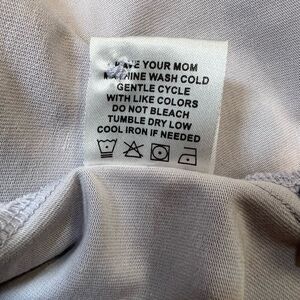 YOUR MOM
WASH COLD
GENTLE CYCLE
WITH LIKE COLORS
DO NOT BLEACH
TUMBLE DRY LOW
COOL IRON IF NEEDED